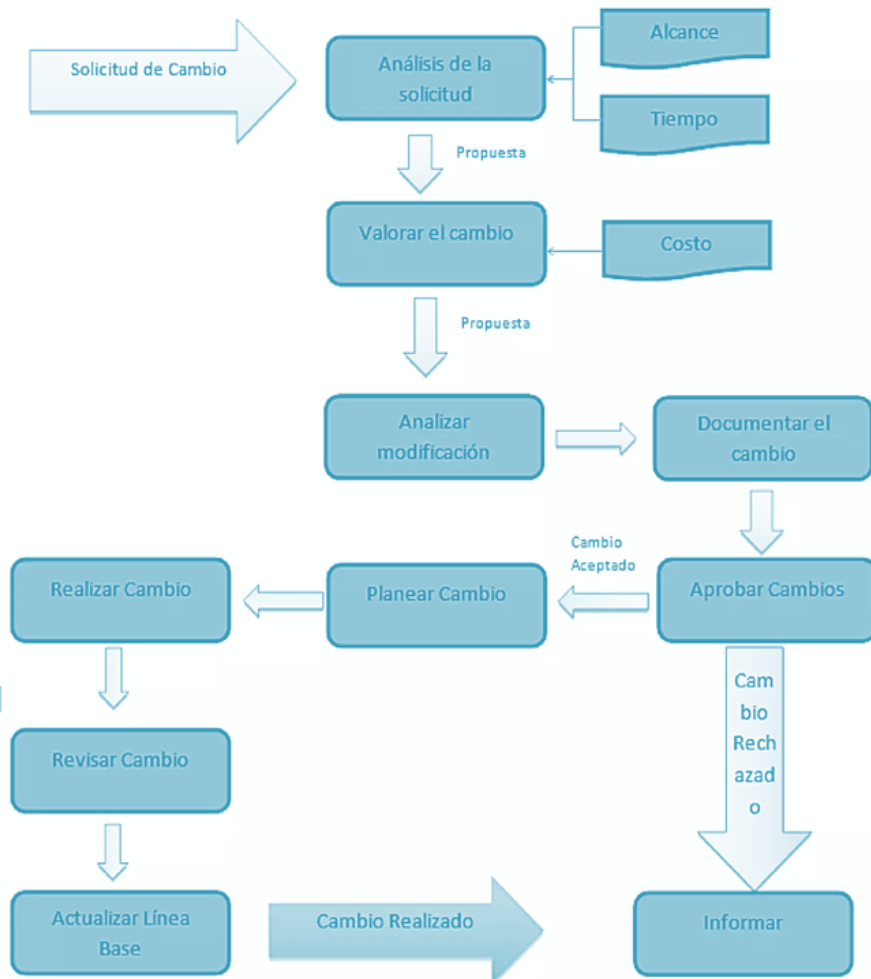 Solicitud de Cambio
Análisis de la
solicitud
Alcance
Tiempo
Propuesta
Valorar el cambio
Costo
Propuesta
Analizar
modificación
Documentar el
cambio
Cambio
Aceptado
Realizar Cambio
Planear Cambio
Aprobar Cambios
Cam
bio
Rech
azad
o
Revisar Cambio
Actualizar Línea
Base
Cambio Realizado
Informar